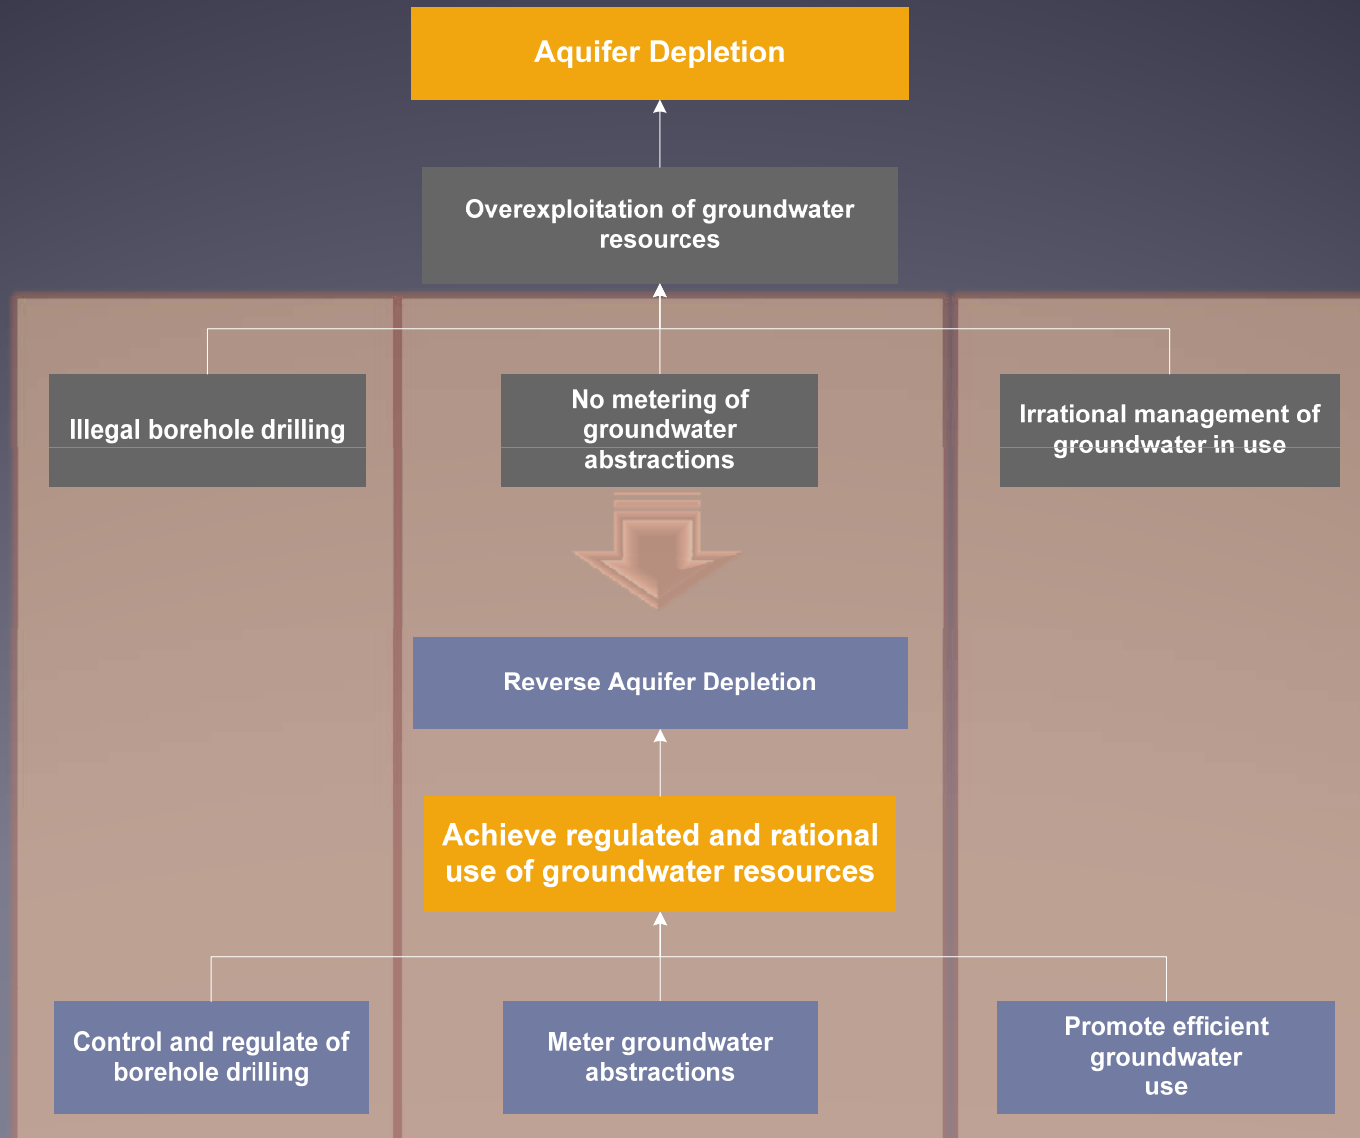 Aquifer Depletion
Overexploitation of groundwater
resources
Illegal borehole drilling
No metering of
groundwater
abstractions
Irrational management of
groundwater in use
Reverse Aquifer Depletion
Achieve regulated and rational
use of groundwater resources
Control and regulate of
borehole drilling
Meter groundwater
abstractions
Promote efficient
groundwater
use